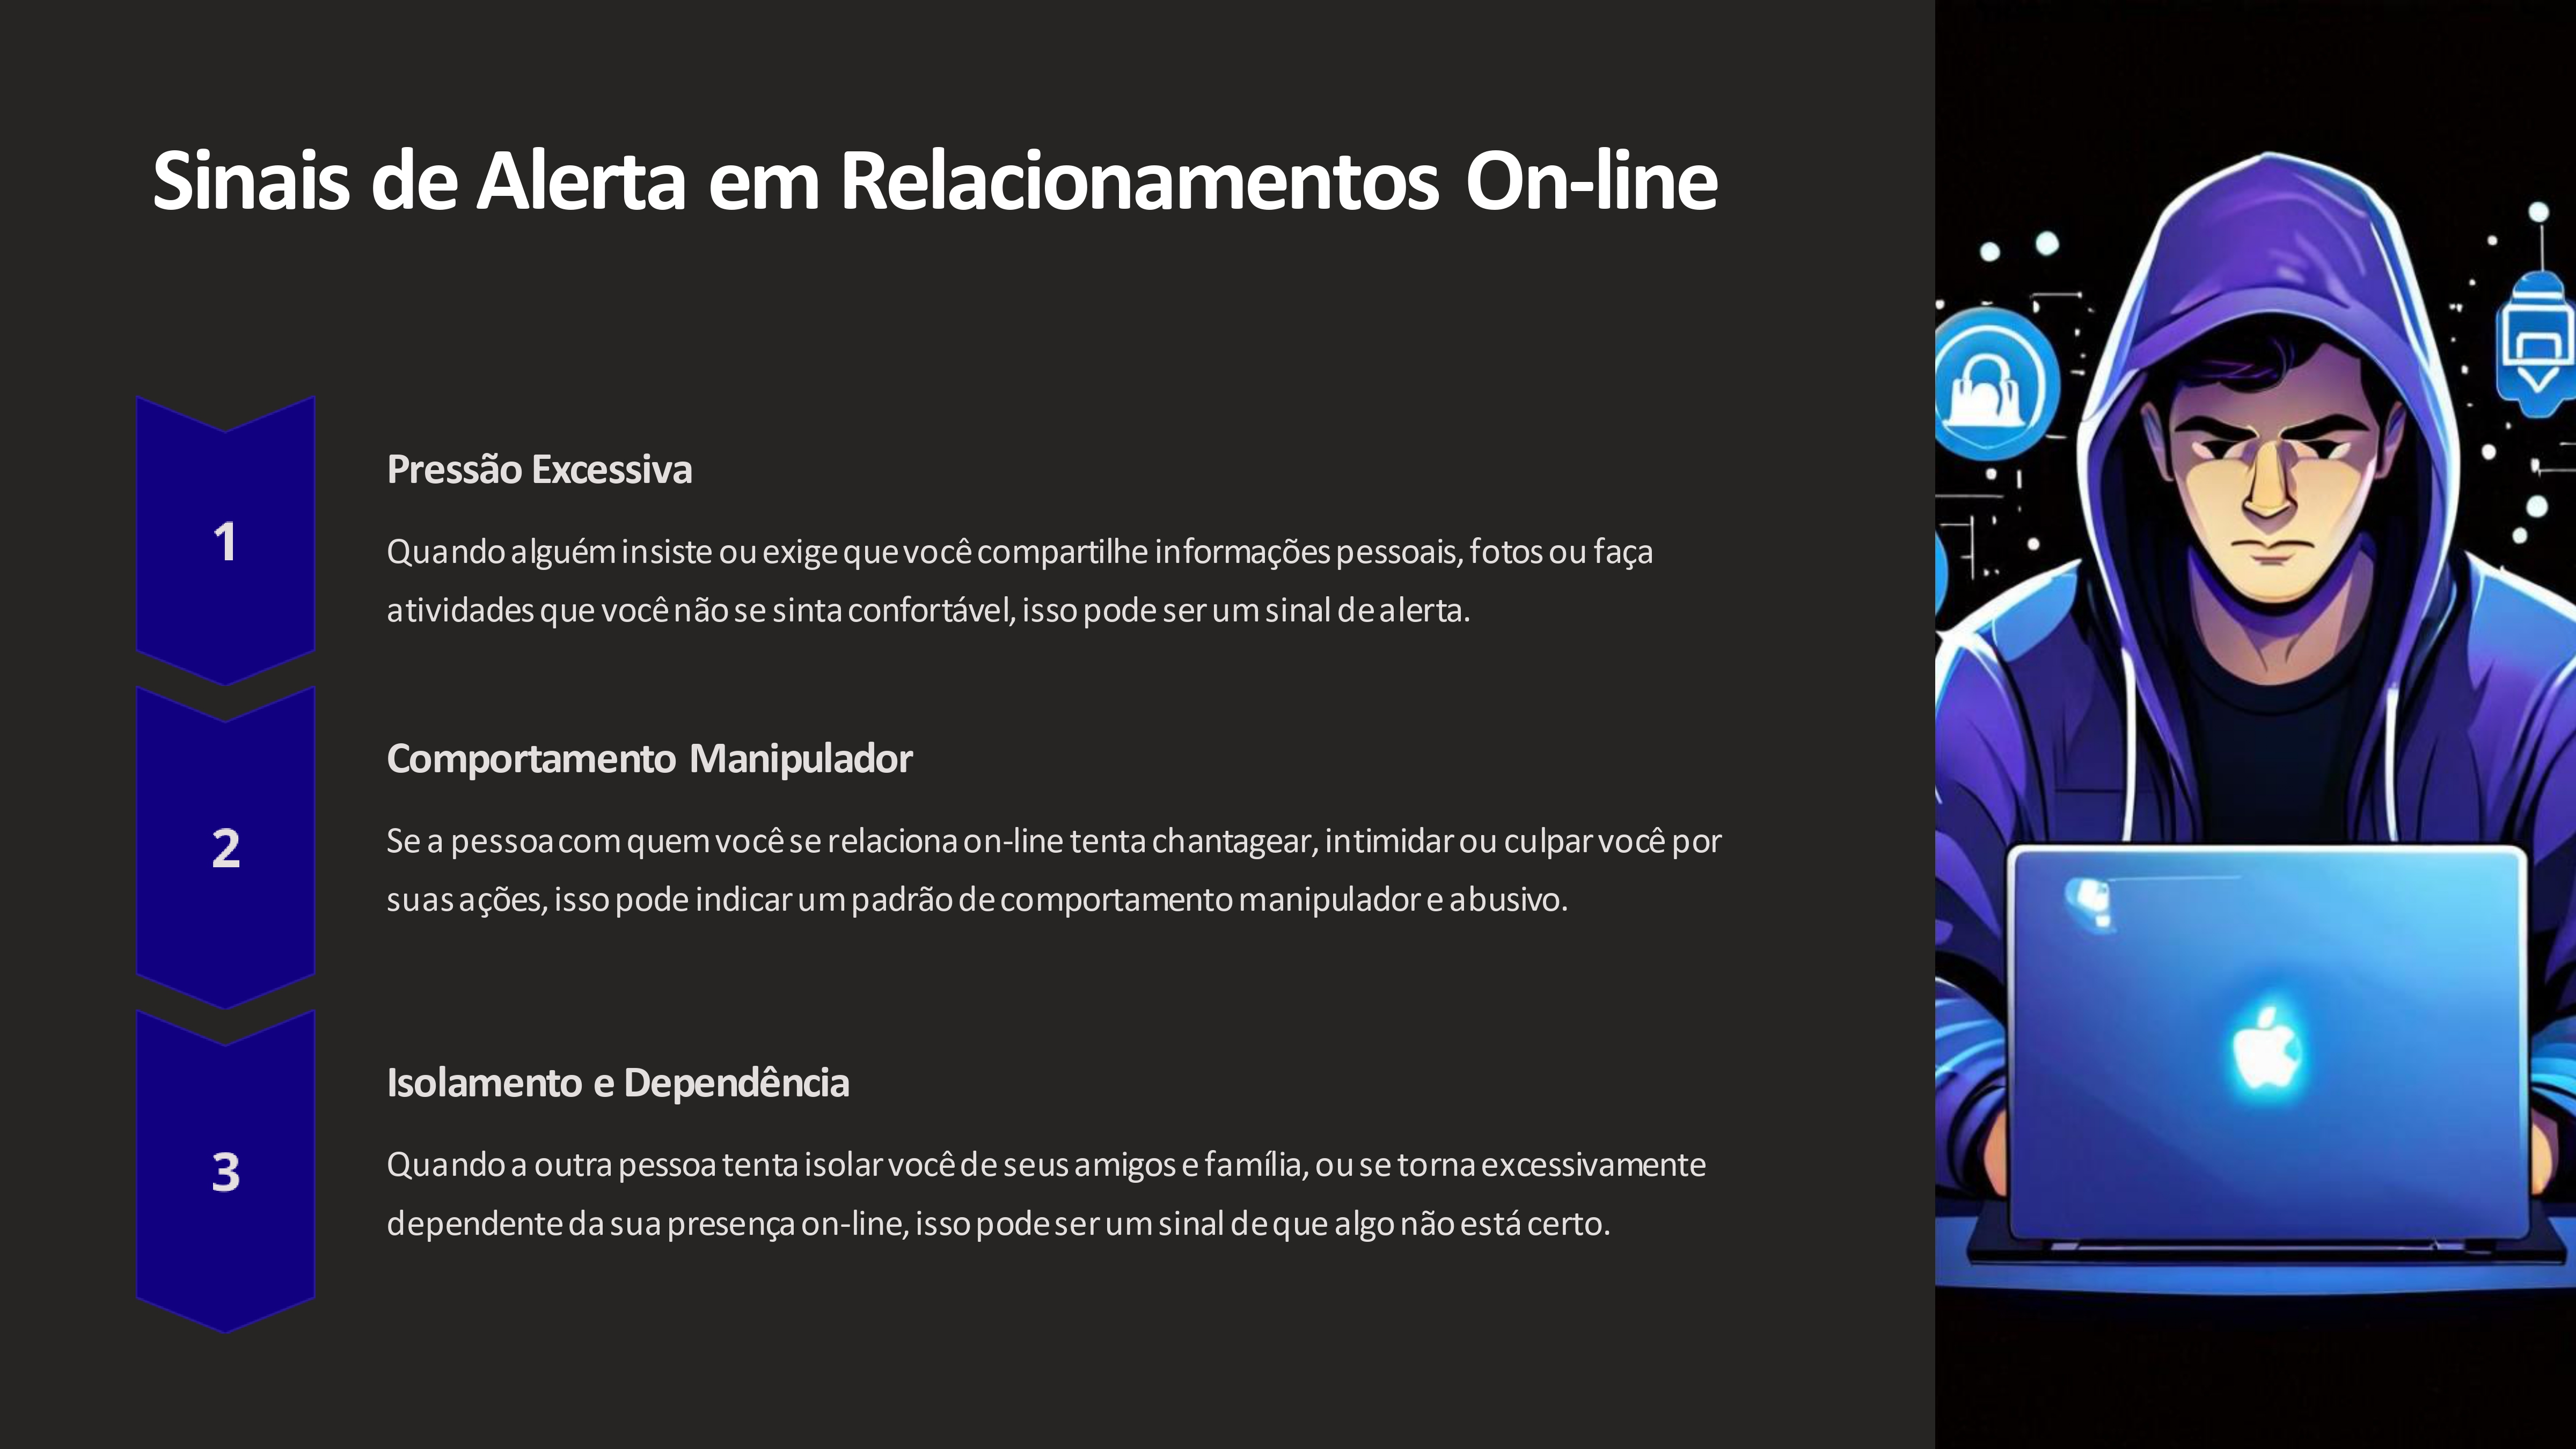 Sinais de Alerta em Relacionamentos On-line
1
Pressão Excessiva
Quando alguém insiste ou exige que você compartilhe informações pessoais, fotos ou faça
atividades que você não se sinta confortável, isso pode ser um sinal de alerta.
2
Comportamento Manipulador
Se a pessoa com quem você se relaciona on-line tenta chantagear, intimidar ou culpar você por
suas ações, isso pode indicar um padrão de comportamento manipulador e abusivo.
3
Isolamento e Dependência
Quando a outra pessoa tenta isolar você de seus amigos e família, ou se torna excessivamente
dependente da sua presença on-line, isso pode ser um sinal de que algo não está certo.